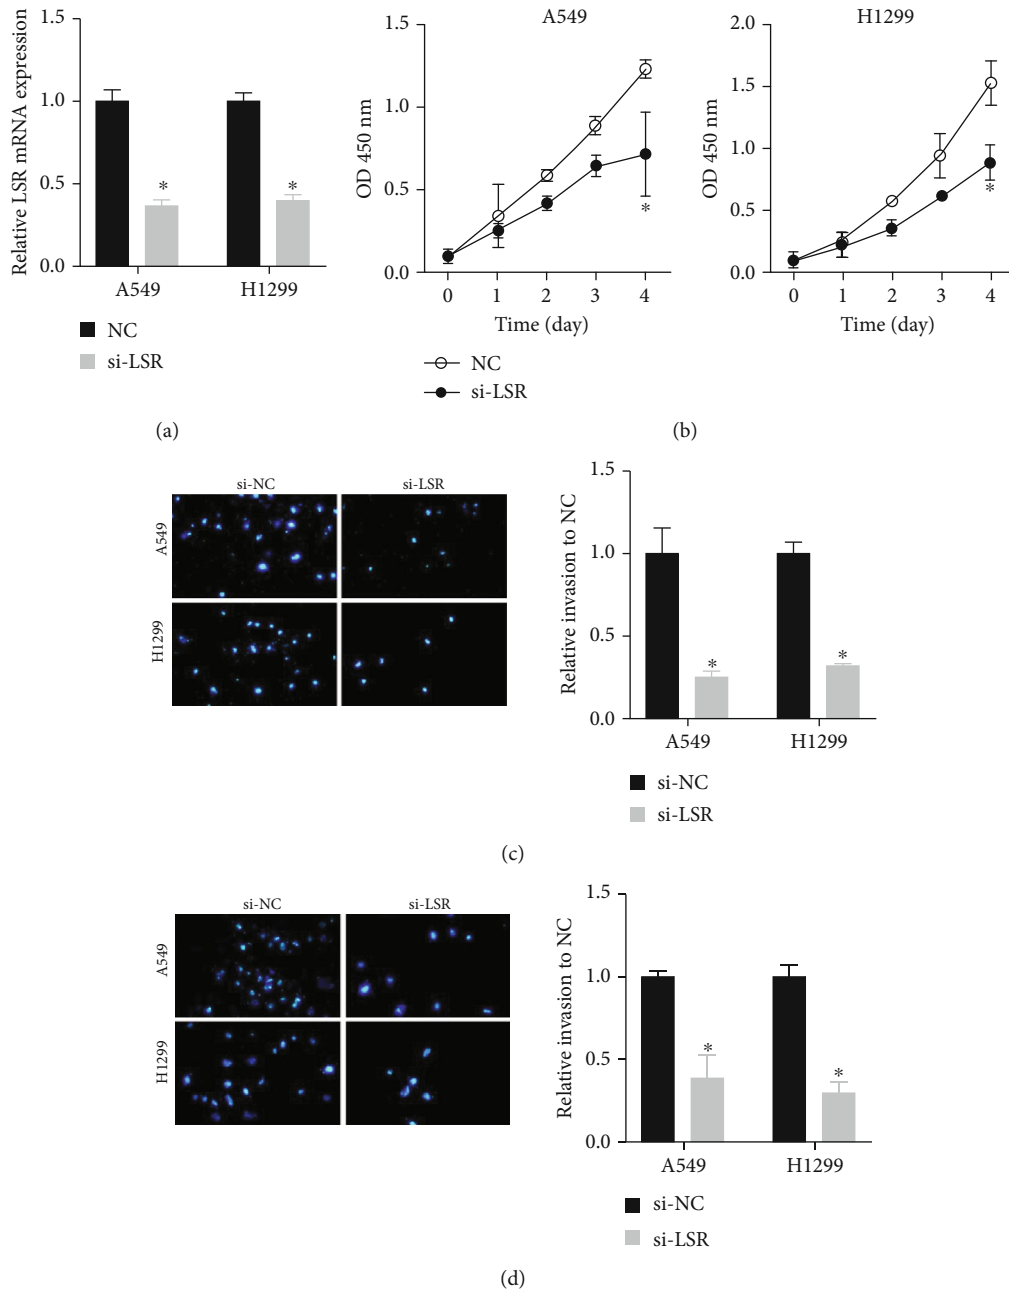 Relative LSR mRNA expression
1.5
1.0
0.5
0.0
*
*
A549
H1299
NC
si-LSR
(a)
A549
OD 450 nm
1.5
1.0
0.5
0.0
*
0 1 2 3 4
Time (day)
NC
si-LSR
H1299
OD 450 nm
2.0
1.5
1.0
0.5
0.0
*
0 1 2 3 4
Time (day)
(b)
si-NC
si-LSR
A549
H1299
Relative invasion to NC
1.5
1.0
0.5
0.0
*
*
A549
H1299
si-NC
si-LSR
(c)
si-NC
si-LSR
A549
H1299
Relative invasion to NC
1.5
1.0
0.5
0.0
*
*
A549
H1299
si-NC
si-LSR
(d)